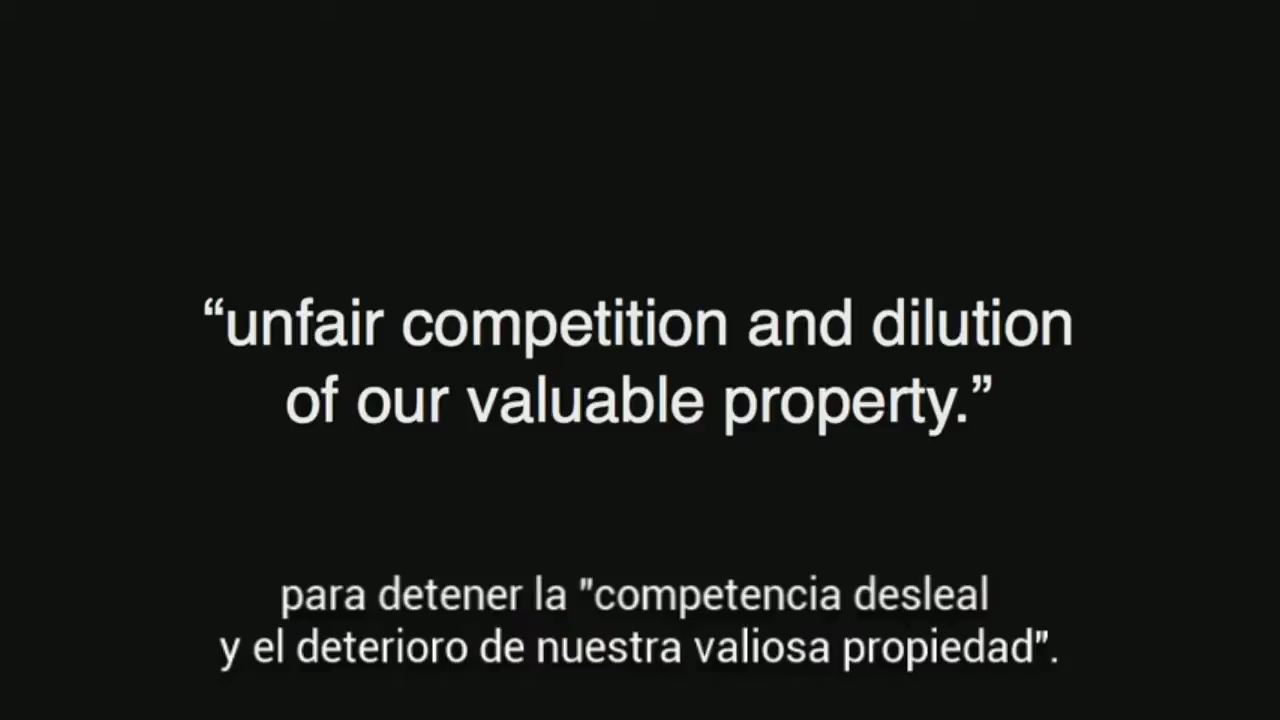 “unfair competition and dilution
of our valuable property.”
para detener la "competencia desleal
y el deterioro de nuestra valiosa propiedad".